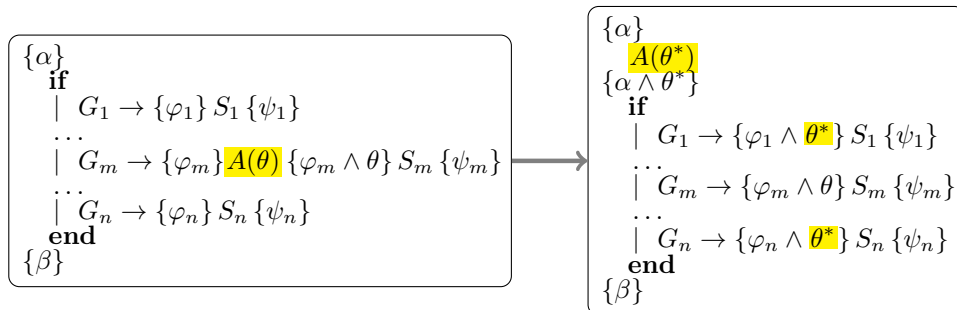 {α}
if
| G₁ → {φ₁} S₁ {ψ₁}
...
| Gₘ → {φₘ} A(θ) {φₘ ∧ θ} Sₘ {ψₘ}
...
| Gₙ → {φₙ} Sₙ {ψₙ}
end
{β}
{α}
A(θ*)
{α ∧ θ*}
if
| G₁ → {φ₁ ∧ θ*} S₁ {ψ₁}
...
| Gₘ → {φₘ ∧ θ} Sₘ {ψₘ}
...
| Gₙ → {φₙ ∧ θ*} Sₙ {ψₙ}
end
{β}